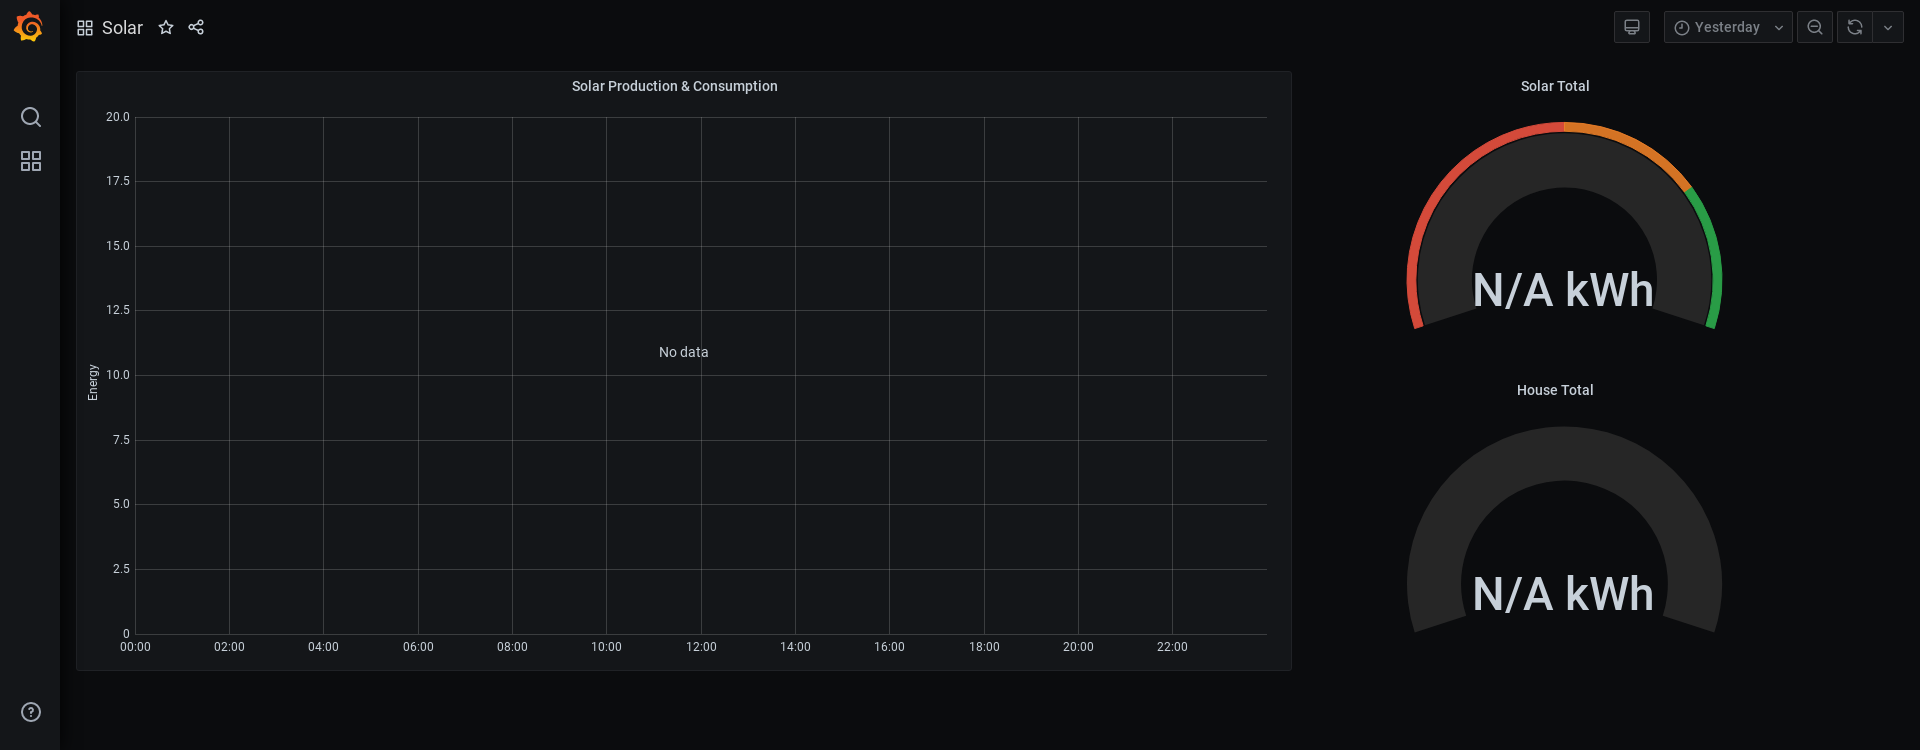 Solar
Yesterday
Solar Production & Consumption
20.0
17.5
15.0
12.5
10.0
7.5
5.0
2.5
0
Energy
No data
00:00 02:00 04:00 06:00 08:00 10:00 12:00 14:00 16:00 18:00 20:00 22:00
Solar Total
N/A kWh
House Total
N/A kWh